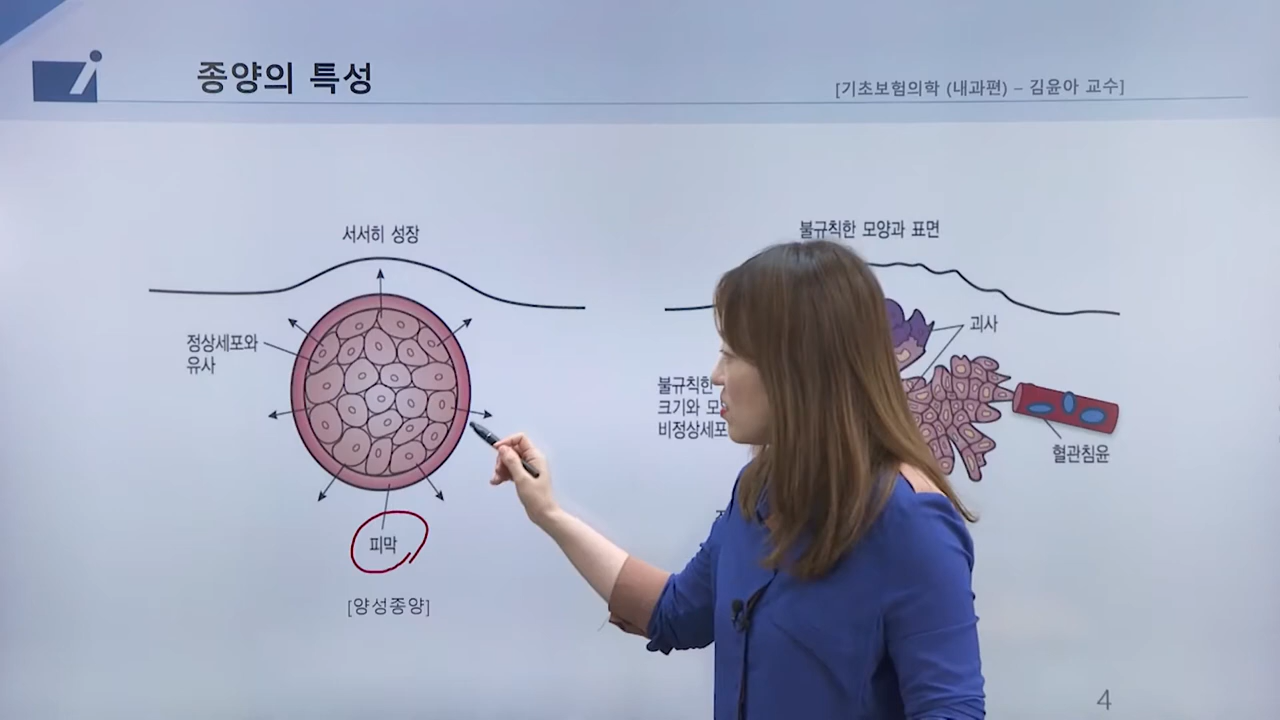 종양의 특성
[기초보험의학 (내과편) – 김윤아 교수]
서서히 성장
정상세포와
유사
피막
[양성종양]
불규칙한 모양과 표면
괴사
불규칙한
크기와
비정상세포
혈관침윤
4